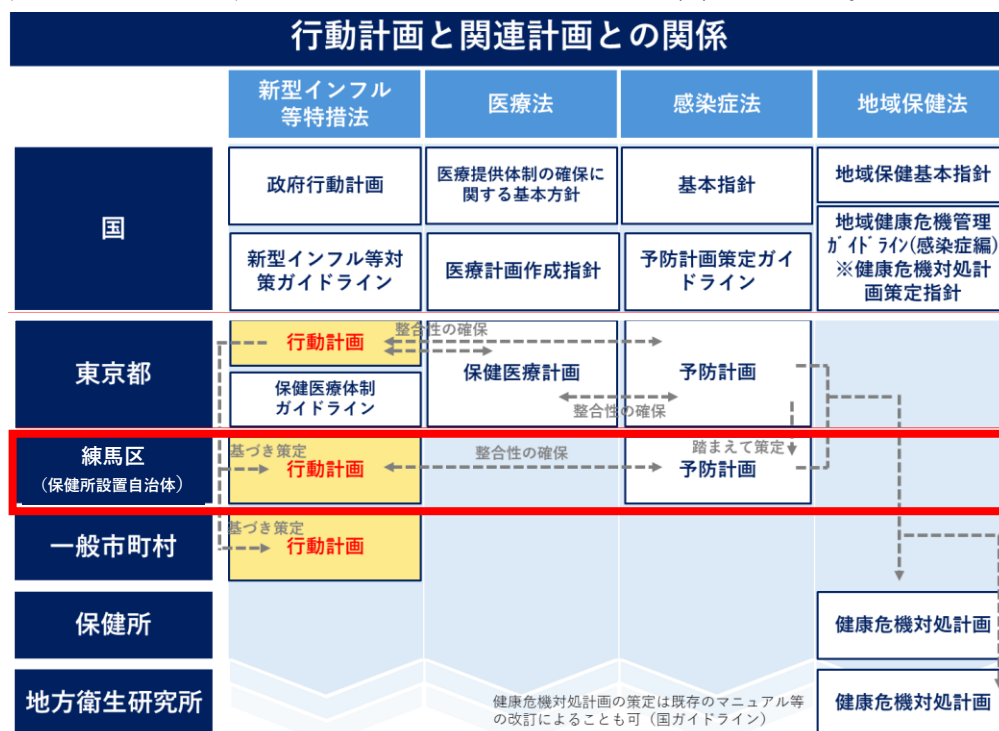 行動計画と関連計画との関係
新型インフル
等特措法
医療法
感染症法
地域保健法
国
政府行動計画
医療提供体制の確保に
関する基本方針
基本指針
地域保健基本指針
新型インフル等対
策ガイドライン
医療計画作成指針
予防計画策定ガイ
ドライン
地域健康危機管理
ガイドライン(感染症編)
※健康危機対処計
画策定指針
東京都
行動計画
整合性の確保
保健医療体制
ガイドライン
保健医療計画
予防計画
整合性の確保
練馬区
(保健所設置自治体)
基づき策定
行動計画
整合性の確保
踏まえて策定
予防計画
一般市町村
基づき策定
行動計画
保健所
健康危機対処計画
地方衛生研究所
健康危機対処計画の策定は既存のマニュアル等
の改訂によることも可(国ガイドライン)
健康危機対処計画